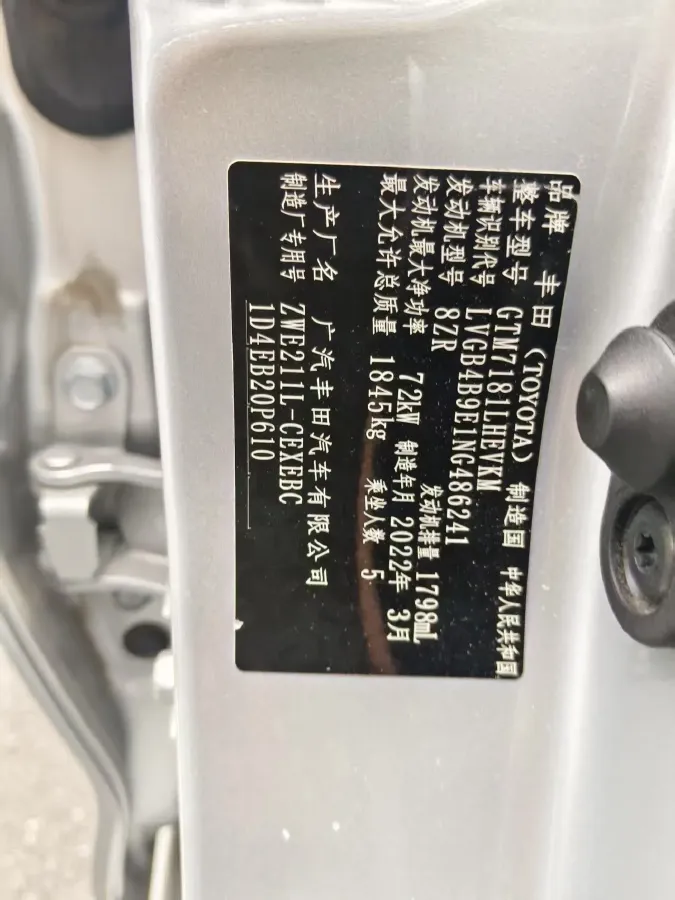 品牌 丰田（TOYOTA） 制造国 中华人民共和国
整车型号 GTM7181LHEVKM
车辆识别代号 LVGB4B9E1NG486241
发动机型号 8ZR 发动机排量 1798mL
发动机最大净功率 72kW 制造年月 2022年 3月
最大允许总质量 1845kg 乘坐人数 5
生产厂名 广汽丰田汽车有限公司
制造厂专用号 ZWE211L-CEXEBC
1D4EB20P610